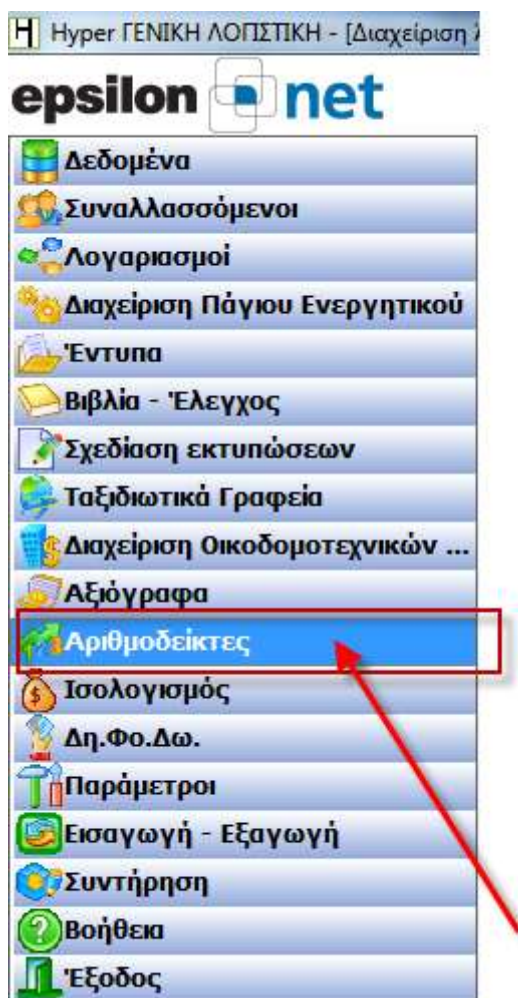 Hyper ΓΕΝΙΚΗ ΛΟΓΙΣΤΙΚΗ - [Διαχείριση
epsilon net
Δεδομένα
Συναλλασσόμενοι
Λογαριασμοί
Διαχείριση Πάγιου Ενεργητικού
Έντυπα
Βιβλία - Έλεγχος
Σχεδίαση εκτυπώσεων
Ταξιδιωτικά Γραφεία
Διαχείριση Οικοδομοτεχνικών ...
Αξιόγραφα
Αριθμοδείκτες
Ισολογισμός
Δη.Φο.Δω.
Παράμετροι
Εισαγωγή - Εξαγωγή
Συντήρηση
Βοήθεια
Έξοδος